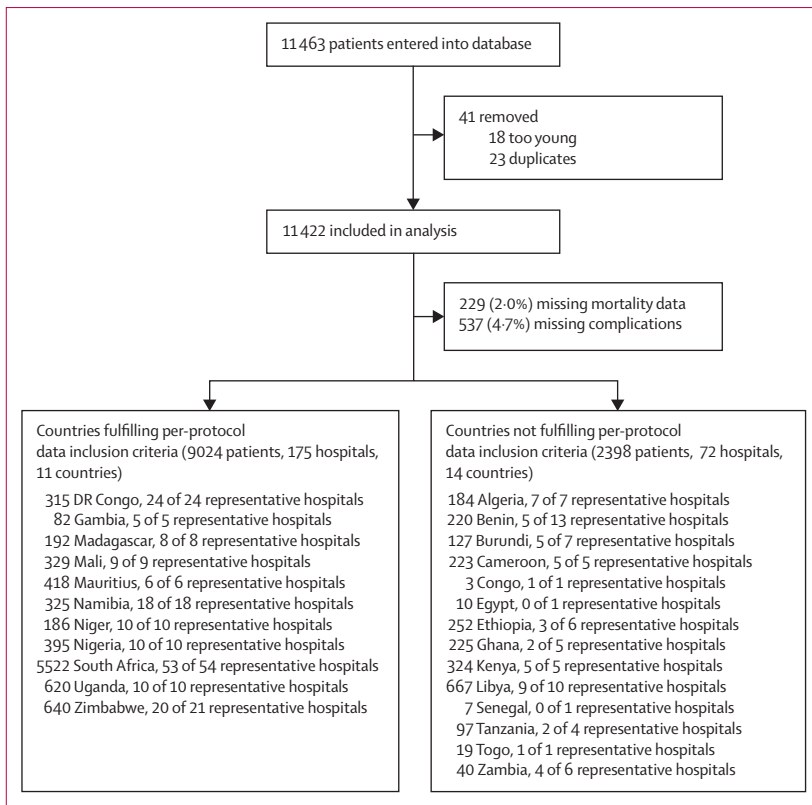 11 463 patients entered into database
41 removed
18 too young
23 duplicates
11 422 included in analysis
229 (2·0%) missing mortality data
537 (4·7%) missing complications
Countries fulfilling per-protocol
data inclusion criteria (9024 patients, 175 hospitals,
11 countries)
315 DR Congo, 24 of 24 representative hospitals
82 Gambia, 5 of 5 representative hospitals
192 Madagascar, 8 of 8 representative hospitals
329 Mali, 9 of 9 representative hospitals
418 Mauritius, 6 of 6 representative hospitals
325 Namibia, 18 of 18 representative hospitals
186 Niger, 10 of 10 representative hospitals
395 Nigeria, 10 of 10 representative hospitals
5522 South Africa, 53 of 54 representative hospitals
620 Uganda, 10 of 10 representative hospitals
640 Zimbabwe, 20 of 21 representative hospitals
Countries not fulfilling per-protocol
data inclusion criteria (2398 patients, 72 hospitals,
14 countries)
184 Algeria, 7 of 7 representative hospitals
220 Benin, 5 of 13 representative hospitals
127 Burundi, 5 of 7 representative hospitals
223 Cameroon, 5 of 5 representative hospitals
3 Congo, 1 of 1 representative hospitals
10 Egypt, 0 of 1 representative hospitals
252 Ethiopia, 3 of 6 representative hospitals
225 Ghana, 2 of 5 representative hospitals
324 Kenya, 5 of 5 representative hospitals
667 Libya, 9 of 10 representative hospitals
7 Senegal, 0 of 1 representative hospitals
97 Tanzania, 2 of 4 representative hospitals
19 Togo, 1 of 1 representative hospitals
40 Zambia, 4 of 6 representative hospitals